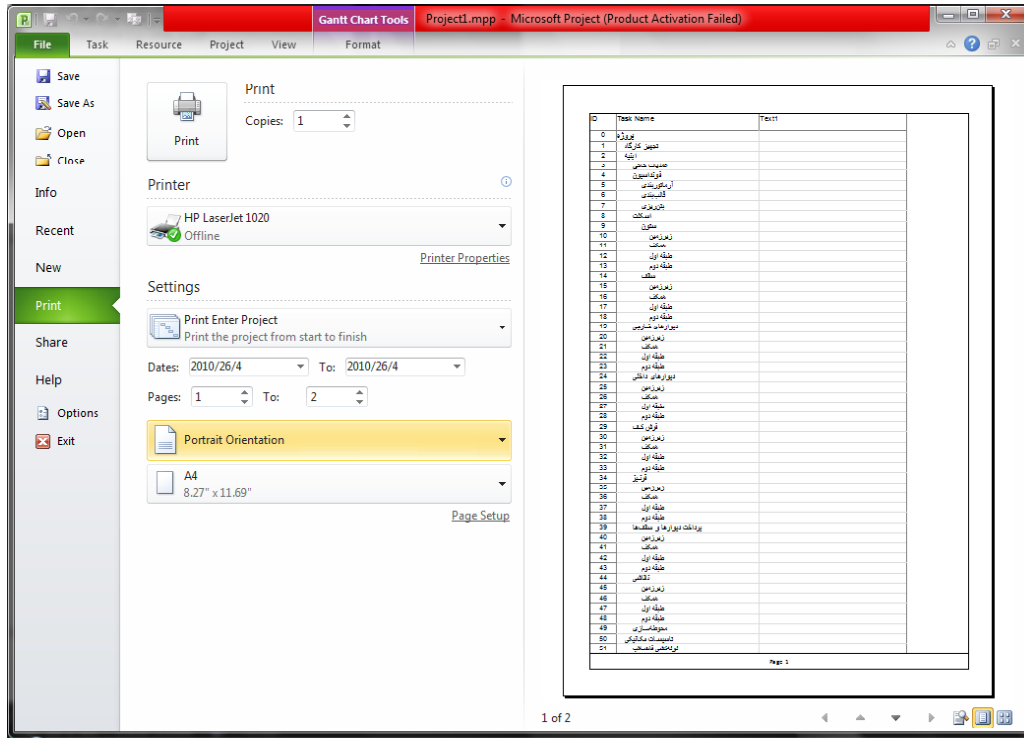 Gantt Chart Tools
Project1.mpp - Microsoft Project (Product Activation Failed)
File Task Resource Project View Format
Save
Save As
Open
Close
Info
Recent
New
Print
Share
Help
Options
Exit
Print
Print
Copies: 1
Printer
HP LaserJet 1020
Offline
Printer Properties
Settings
Print Enter Project
Print the project from start to finish
Dates: 2010/26/4 To: 2010/26/4
Pages: 1 To: 2
Portrait Orientation
A4
8.27" x 11.69"
Page Setup
ID Task Name Text1
0 پروژه
1 تجهیز کارگاه
2 ابنیه
3
4 فونداسیون
5 آرماتوربندی
6 قالب‌بندی
7 بتن‌ریزی
8 اسکلت
9 ستون
10 زیرزمین
11 همکف
12 طبقه اول
13 طبقه دوم
14 سقف
15 زیرزمین
16 همکف
17 طبقه اول
18 طبقه دوم
19 دیوارهای خارجی
20 زیرزمین
21 همکف
22 طبقه اول
23 طبقه دوم
24 دیوارهای داخلی
25 زیرزمین
26 همکف
27 طبقه اول
28 طبقه دوم
29 فرش کف
30 زیرزمین
31 همکف
32 طبقه اول
33 طبقه دوم
34 قرنیز
35 زیرزمین
36 همکف
37 طبقه اول
38 طبقه دوم
39 پرداخت دیوارها و سقف‌ها
40 زیرزمین
41 همکف
42 طبقه اول
43 طبقه دوم
44 نقاشی
45 زیرزمین
46 همکف
47 طبقه اول
48 طبقه دوم
49 محوطه‌سازی
50 تاسیسات مکانیکی
51 لوله‌کشی فاضلاب
Page 1
1 of 2